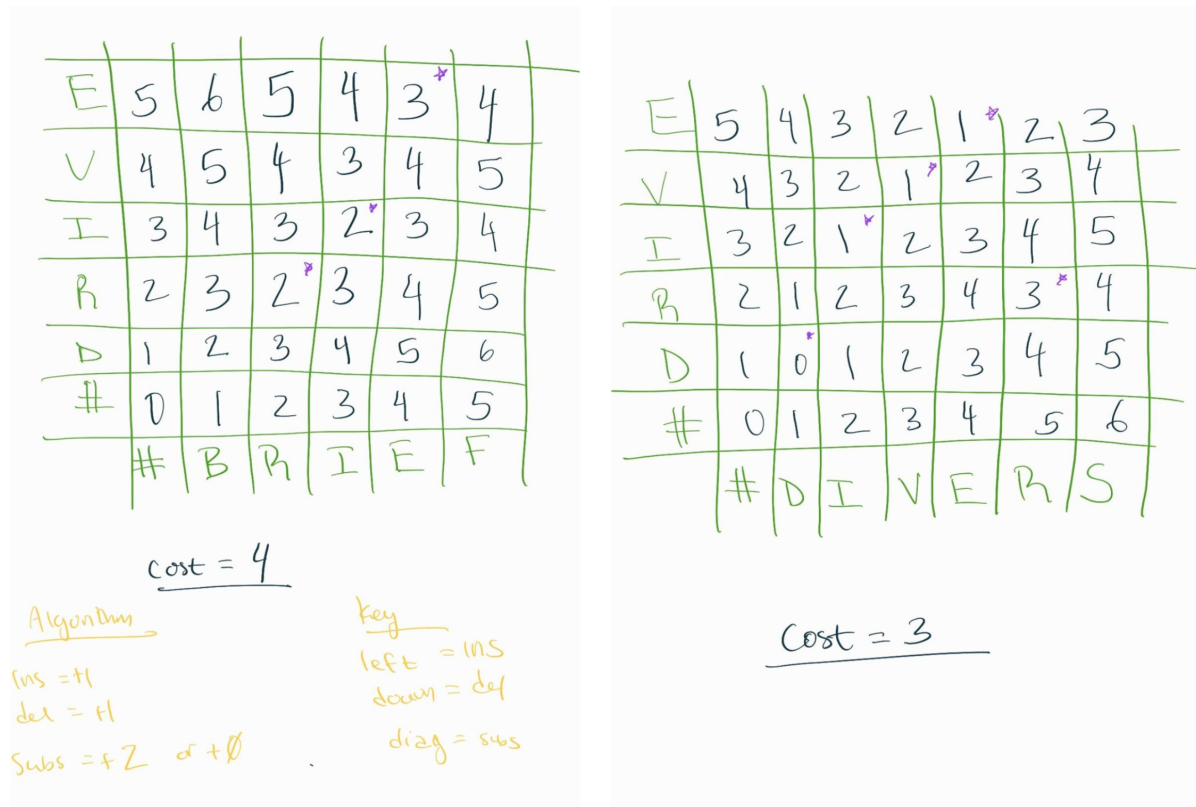 E 5 6 5 4 3* 4
V 4 5 4 3 4 5
I 3 4 3 2* 3 4
R 2 3 2* 3 4 5
D 1 2 3 4 5 6
# 0 1 2 3 4 5
# B R I E F
cost = 4
Algorithm
ins = +1
del = +1
subs = +2 or +0
Key
left = ins
down = del
diag = subs
E 5 4 3 2 1* 2 3
V 4 3 2 1* 2 3 4
I 3 2 1* 2 3 4 5
R 2 1 2 3 4 3* 4
D 1 0* 1 2 3 4 5
# 0 1 2 3 4 5 6
# D I V E R S
Cost = 3